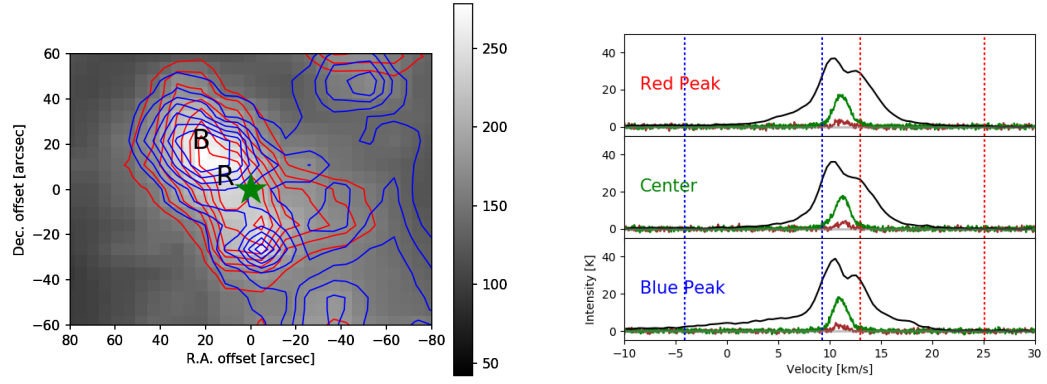 60
40
20
0
−20
−40
−60
80 60 40 20 0 −20 −40 −60 −80
Dec. offset [arcsec]
R.A. offset [arcsec]
B
R
250
200
150
100
50
40
20
0
Red Peak
40
20
0
Center
40
20
0
Blue Peak
Intensity [K]
−10 −5 0 5 10 15 20 25 30
Velocity [km/s]